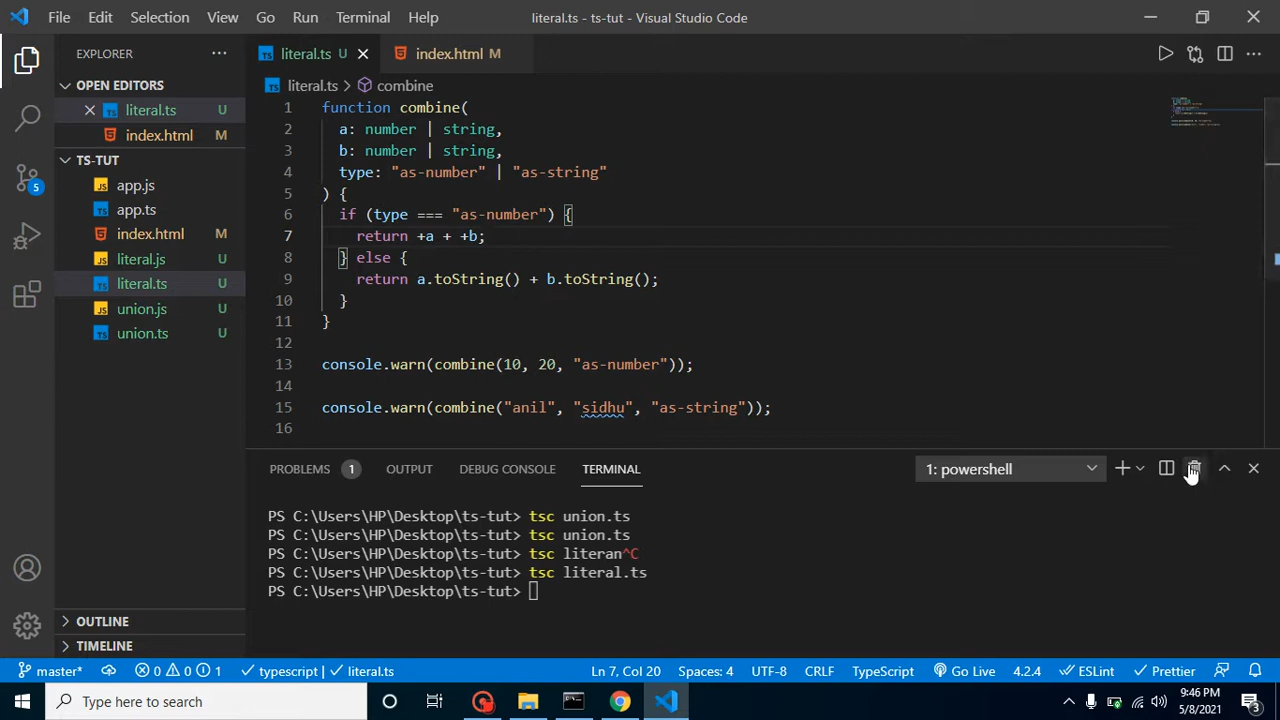 File Edit Selection View Go Run Terminal Help literal.ts - ts-tut - Visual Studio Code
EXPLORER
OPEN EDITORS
literal.ts U
index.html M
TS-TUT
app.js
app.ts
index.html M
literal.js U
literal.ts U
union.js U
union.ts U
OUTLINE
TIMELINE
5
literal.ts U
index.html M
literal.ts > combine
1 function combine(
2 a: number | string,
3 b: number | string,
4 type: "as-number" | "as-string"
5 ) {
6 if (type === "as-number") {
7 return +a + +b;
8 } else {
9 return a.toString() + b.toString();
10 }
11 }
12
13 console.warn(combine(10, 20, "as-number"));
14
15 console.warn(combine("anil", "sidhu", "as-string"));
16
PROBLEMS 1 OUTPUT DEBUG CONSOLE TERMINAL 1: powershell
PS C:\Users\HP\Desktop\ts-tut> tsc union.ts
PS C:\Users\HP\Desktop\ts-tut> tsc union.ts
PS C:\Users\HP\Desktop\ts-tut> tsc literan^C
PS C:\Users\HP\Desktop\ts-tut> tsc literal.ts
PS C:\Users\HP\Desktop\ts-tut>
master* 0 0 1 typescript | literal.ts Ln 7, Col 20 Spaces: 4 UTF-8 CRLF TypeScript Go Live 4.2.4 ESLint Prettier
Type here to search
9:46 PM
5/8/2021
3